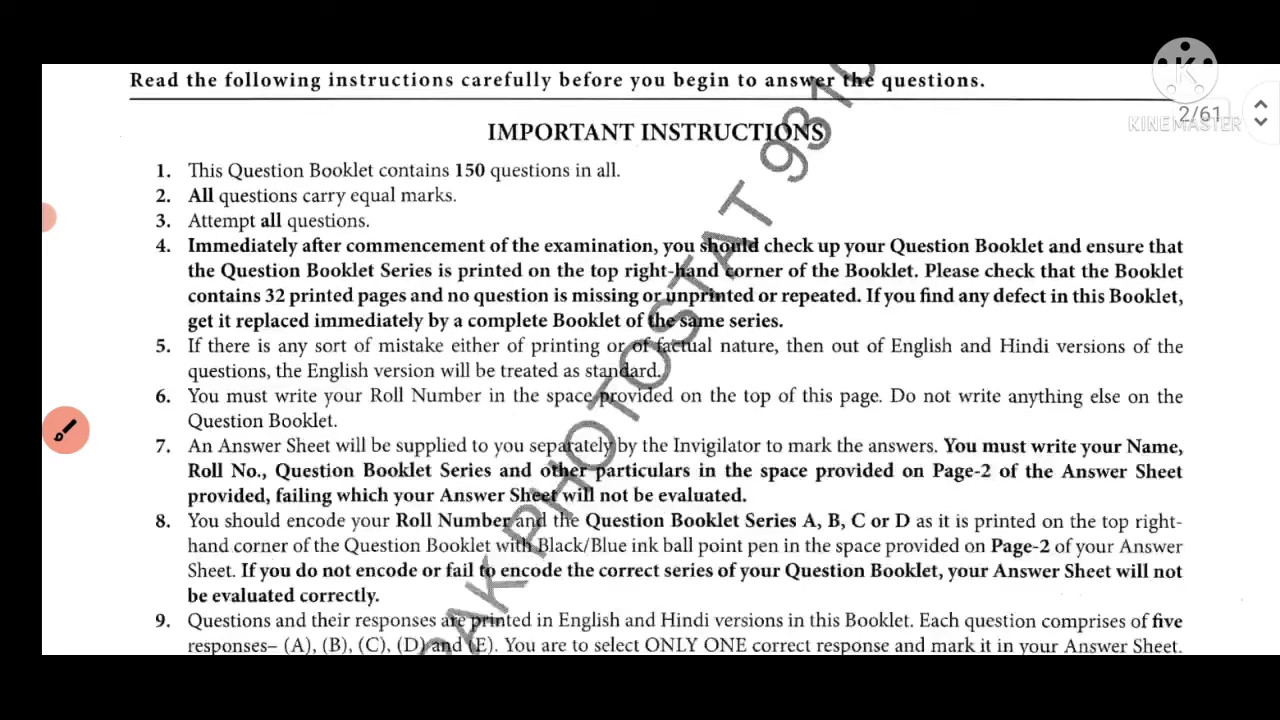 Read the following instructions carefully before you begin to answer the questions.
2/61
KINEMASTER
IMPORTANT INSTRUCTIONS
1. This Question Booklet contains 150 questions in all.
2. All questions carry equal marks.
3. Attempt all questions.
4. Immediately after commencement of the examination, you should check up your Question Booklet and ensure that
the Question Booklet Series is printed on the top right-hand corner of the Booklet. Please check that the Booklet
contains 32 printed pages and no question is missing or unprinted or repeated. If you find any defect in this Booklet,
get it replaced immediately by a complete Booklet of the same series.
5. If there is any sort of mistake either of printing or of factual nature, then out of English and Hindi versions of the
questions, the English version will be treated as standard.
6. You must write your Roll Number in the space provided on the top of this page. Do not write anything else on the
Question Booklet.
7. An Answer Sheet will be supplied to you separately by the Invigilator to mark the answers. You must write your Name,
Roll No., Question Booklet Series and other particulars in the space provided on Page-2 of the Answer Sheet
provided, failing which your Answer Sheet will not be evaluated.
8. You should encode your Roll Number and the Question Booklet Series A, B, C or D as it is printed on the top right-
hand corner of the Question Booklet with Black/Blue ink ball point pen in the space provided on Page-2 of your Answer
Sheet. If you do not encode or fail to encode the correct series of your Question Booklet, your Answer Sheet will not
be evaluated correctly.
9. Questions and their responses are printed in English and Hindi versions in this Booklet. Each question comprises of five
responses– (A), (B), (C), (D) and (E). You are to select ONLY ONE correct response and mark it in your Answer Sheet.
PHOTOSTAT